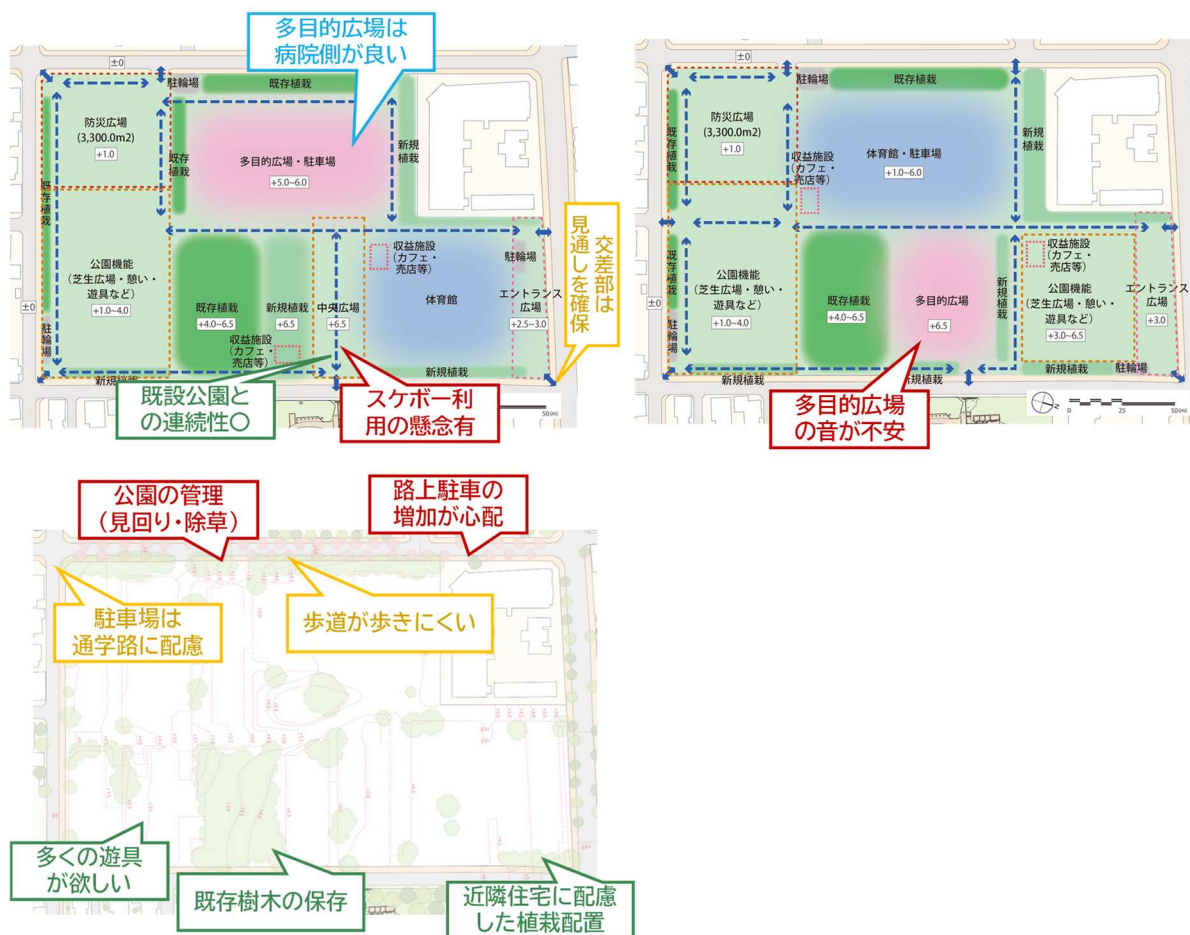 多目的広場は
病院側が良い
±0
駐輪場
既存植栽
防災広場
(3,300.0m2)
+1.0
既存植栽
多目的広場・駐車場
+5.0~6.0
新規植栽
既存植栽
公園機能
(芝生広場・憩い・
遊具など)
+1.0~4.0
±0
駐輪場
既存植栽
+4.0~6.5
新規植栽
+6.5
中央広場
+6.5
収益施設
(カフェ・
売店等)
収益施設
(カフェ・
売店等)
体育館
駐輪場
エントランス
広場
+2.5~3.0
新規植栽
新規植栽
50(m)
交差部は
見通しを確保
既設公園と
の連続性〇
スケボー利
用の懸念有
±0
駐輪場
既存植栽
防災広場
(3,300.0m2)
+1.0
既存植栽
収益施設
(カフェ・
売店等)
体育館・駐車場
+1.0~6.0
新規植栽
既存植栽
公園機能
(芝生広場・憩い・
遊具など)
+1.0~4.0
±0
駐輪場
既存植栽
+4.0~6.5
多目的広場
+6.5
新規植栽
収益施設
(カフェ・
売店等)
公園機能
(芝生広場・憩い・
遊具など)
+3.0~6.5
エントランス
広場
+3.0
新規植栽
新規植栽
新規植栽
駐輪場
0
25
50(m)
多目的広場
の音が不安
公園の管理
(見回り・除草)
路上駐車の
増加が心配
駐車場は
通学路に配慮
歩道が歩きにくい
多くの遊具
が欲しい
既存樹木の保存
近隣住宅に配慮
した植栽配置